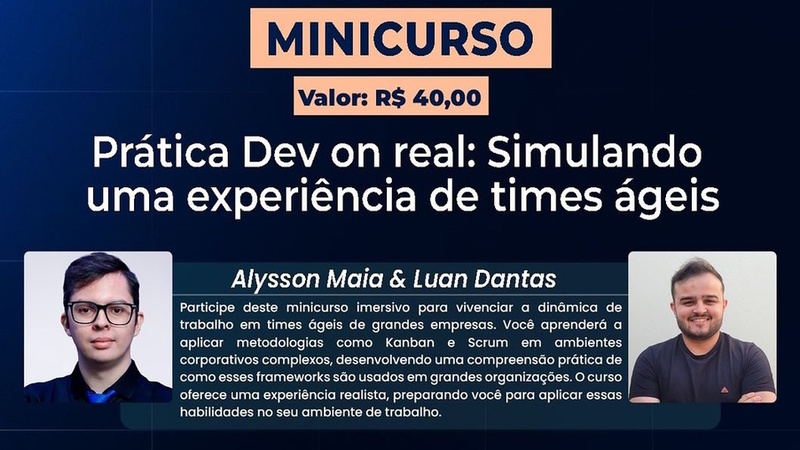 MINICURSO
Valor: R$ 40,00
Prática Dev on real: Simulando
uma experiência de times ágeis
Alysson Maia & Luan Dantas
Participe deste minicurso imersivo para vivenciar a dinâmica de
trabalho em times ágeis de grandes empresas. Você aprenderá a
aplicar metodologias como Kanban e Scrum em ambientes
corporativos complexos, desenvolvendo uma compreensão prática de
como esses frameworks são usados em grandes organizações. O curso
oferece uma experiência realista, preparando você para aplicar essas
habilidades no seu ambiente de trabalho.